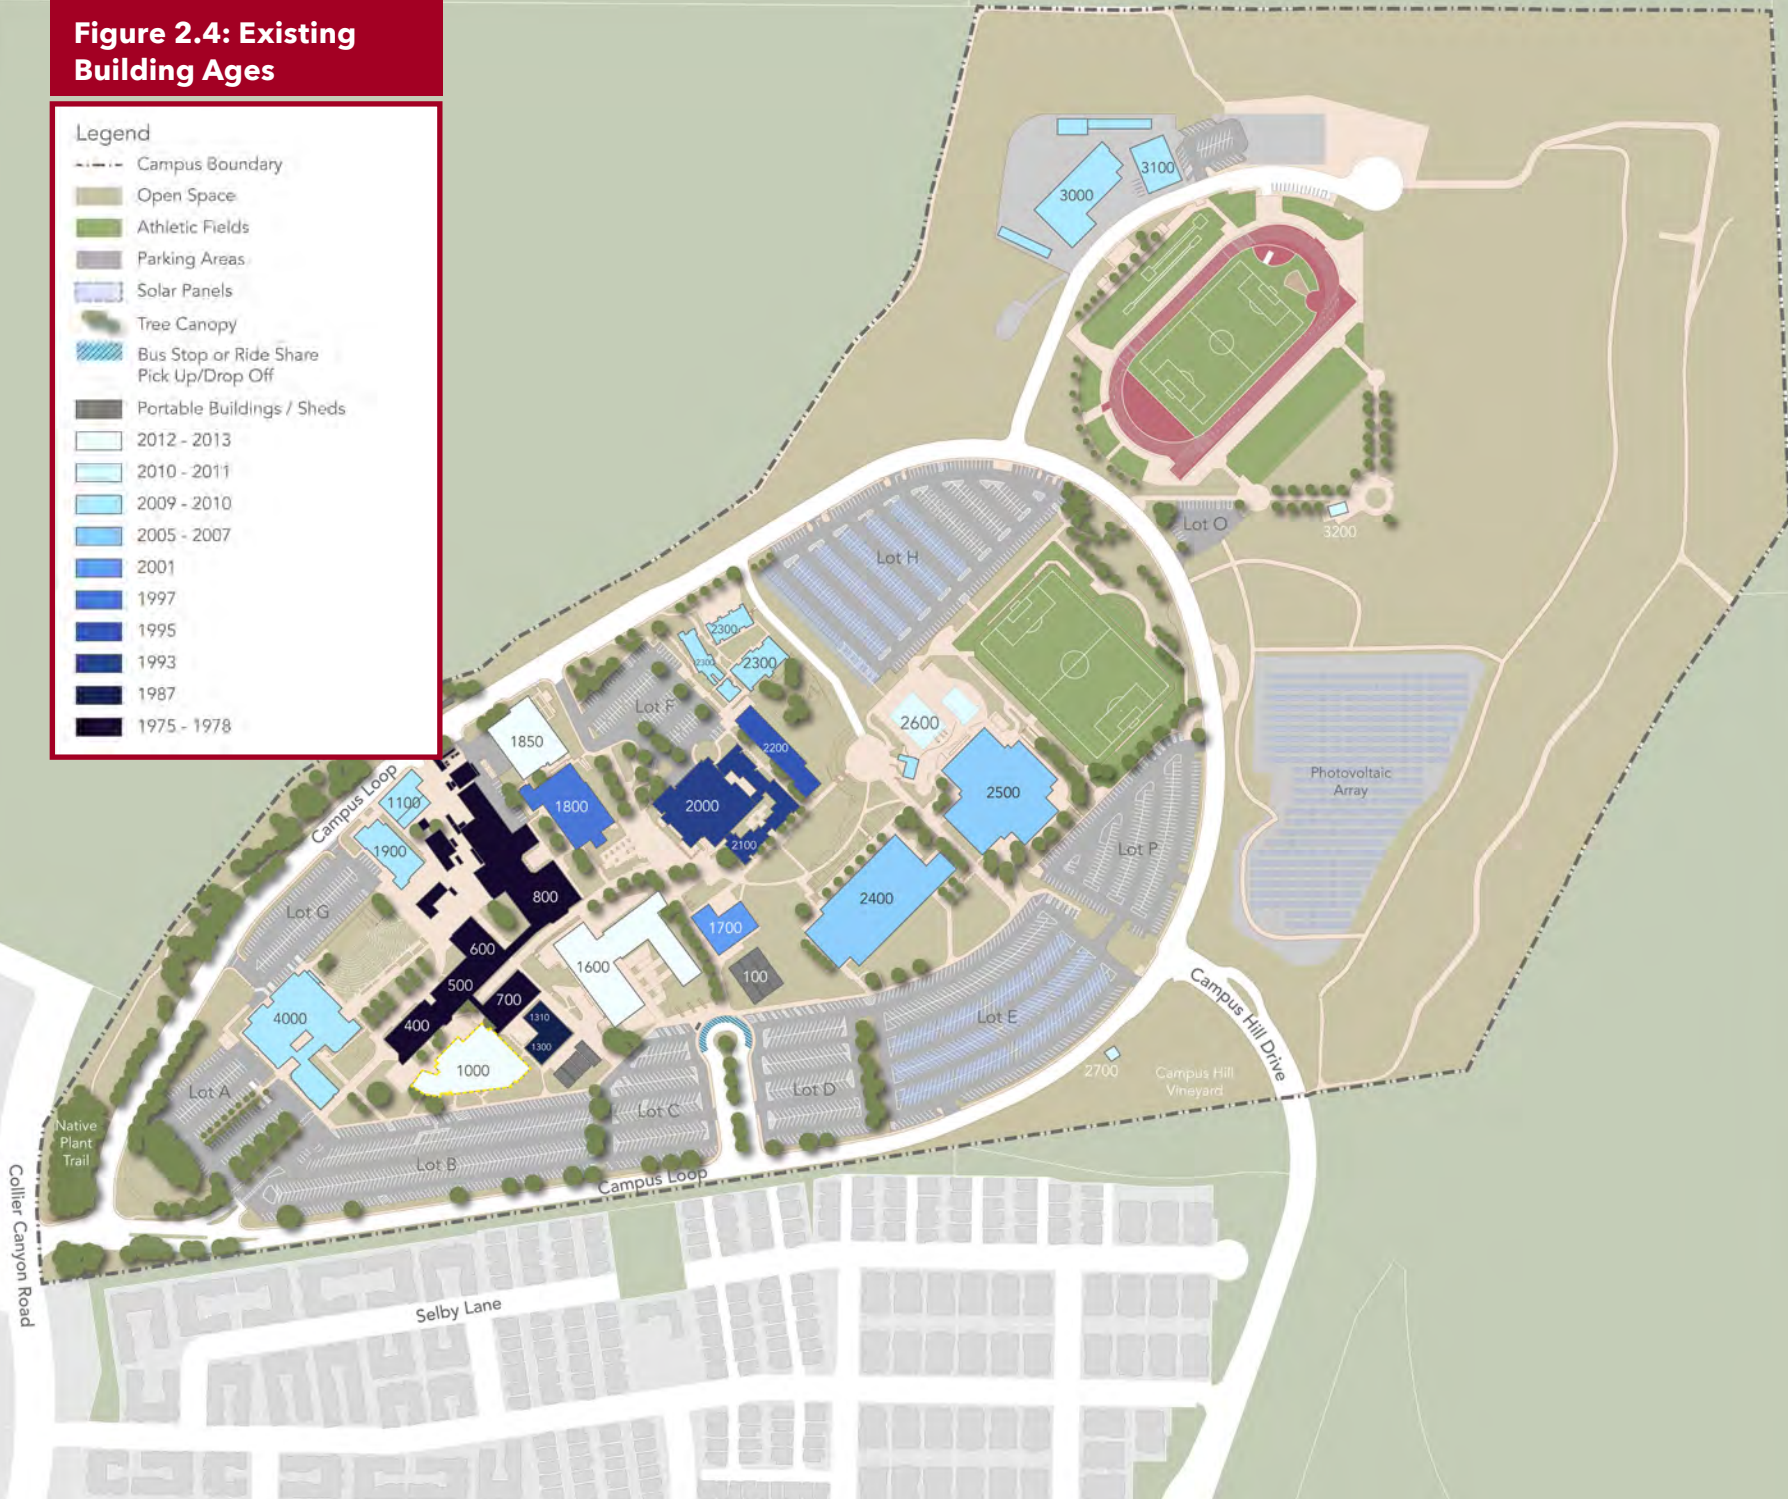 Figure 2.4: Existing
Building Ages
Legend
Campus Boundary
Open Space
Athletic Fields
Parking Areas
Solar Panels
Tree Canopy
Bus Stop or Ride Share
Pick Up/Drop Off
Portable Buildings / Sheds
2012 - 2013
2010 - 2011
2009 - 2010
2005 - 2007
2001
1997
1995
1993
1987
1975 - 1978
3100
3000
Lot O
3200
Lot H
2300
2300
2300
Lot F
2600
1850
2200
Photovoltaic
Array
Campus Loop
1100
1800
2000
2500
2100
1900
Lot P
800
2400
Lot G
1700
600
1600
100
500
700
4000
400
1310
1300
Lot E
Campus Hill Drive
1000
2700
Campus Hill
Vineyard
Lot A
Lot D
Lot C
Native
Plant
Trail
Lot B
Campus Loop
Collier Canyon Road
Selby Lane